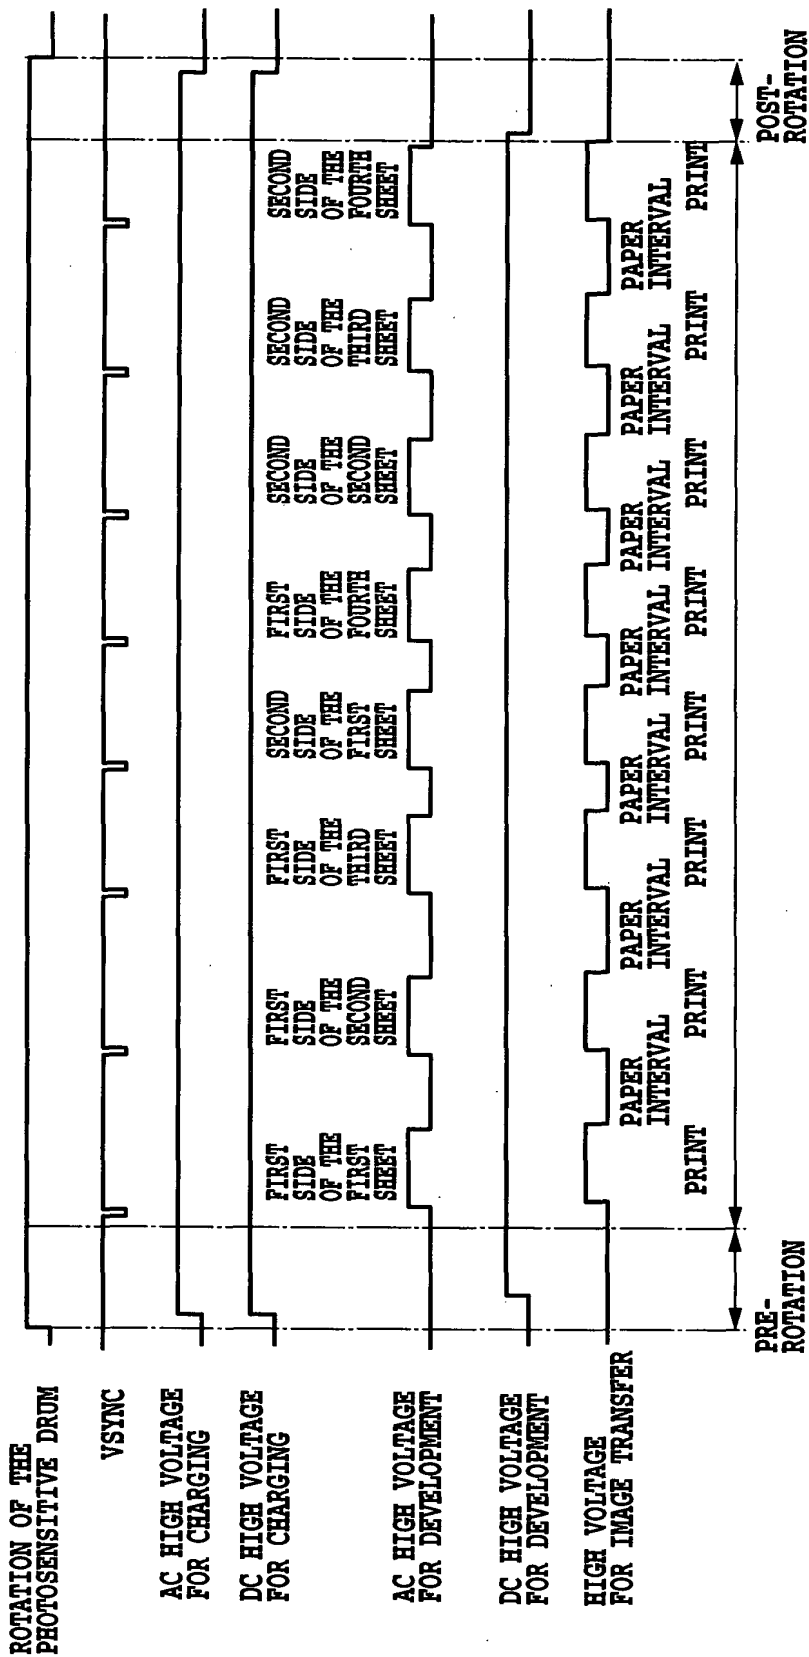 ROTATION OF THE
PHOTOSENSITIVE DRUM
VSYNC
AC HIGH VOLTAGE
FOR CHARGING
DC HIGH VOLTAGE
FOR CHARGING
FIRST
SIDE
OF THE
FIRST
SHEET
FIRST
SIDE
OF THE
SECOND
SHEET
FIRST
SIDE
OF THE
THIRD
SHEET
SECOND
SIDE
OF THE
FIRST
SHEET
FIRST
SIDE
OF THE
FOURTH
SHEET
SECOND
SIDE
OF THE
SECOND
SHEET
SECOND
SIDE
OF THE
THIRD
SHEET
SECOND
SIDE
OF THE
FOURTH
SHEET
AC HIGH VOLTAGE
FOR DEVELOPMENT
DC HIGH VOLTAGE
FOR DEVELOPMENT
HIGH VOLTAGE
FOR IMAGE TRANSFER
PAPER
INTERVAL
PAPER
INTERVAL
PAPER
INTERVAL
PAPER
INTERVAL
PAPER
INTERVAL
PAPER
INTERVAL
PAPER
INTERVAL
PRINT
PRINT
PRINT
PRINT
PRINT
PRINT
PRINT
PRINT
PRE-
ROTATION
POST-
ROTATION